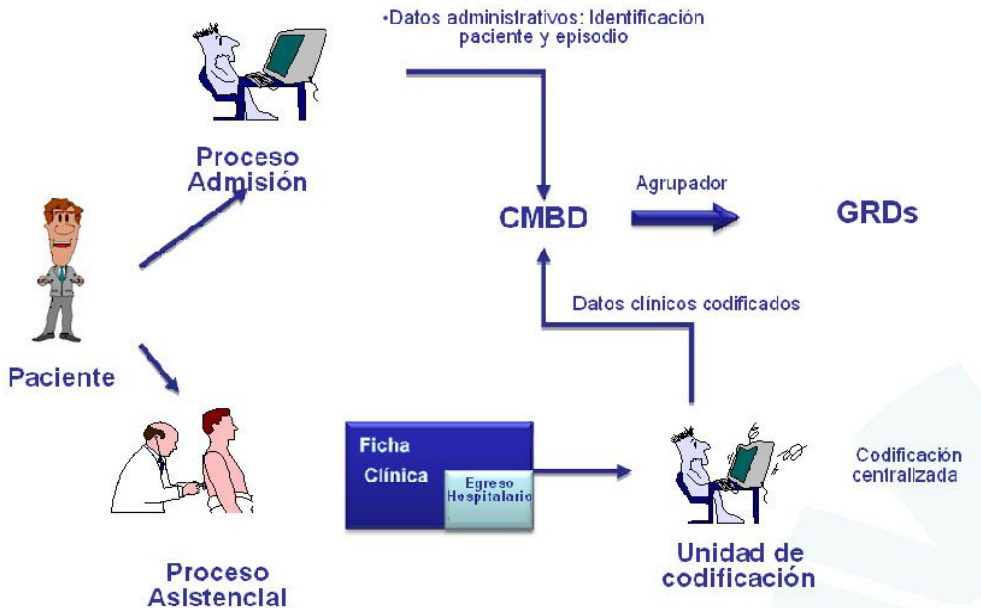 •Datos administrativos: Identificación
paciente y episodio
Proceso
Admisión
CMBD
Agrupador
GRDs
Datos clínicos codificados
Paciente
Ficha
Clínica
Egreso
Hospitalario
Codificación
centralizada
Proceso
Asistencial
Unidad de
codificación